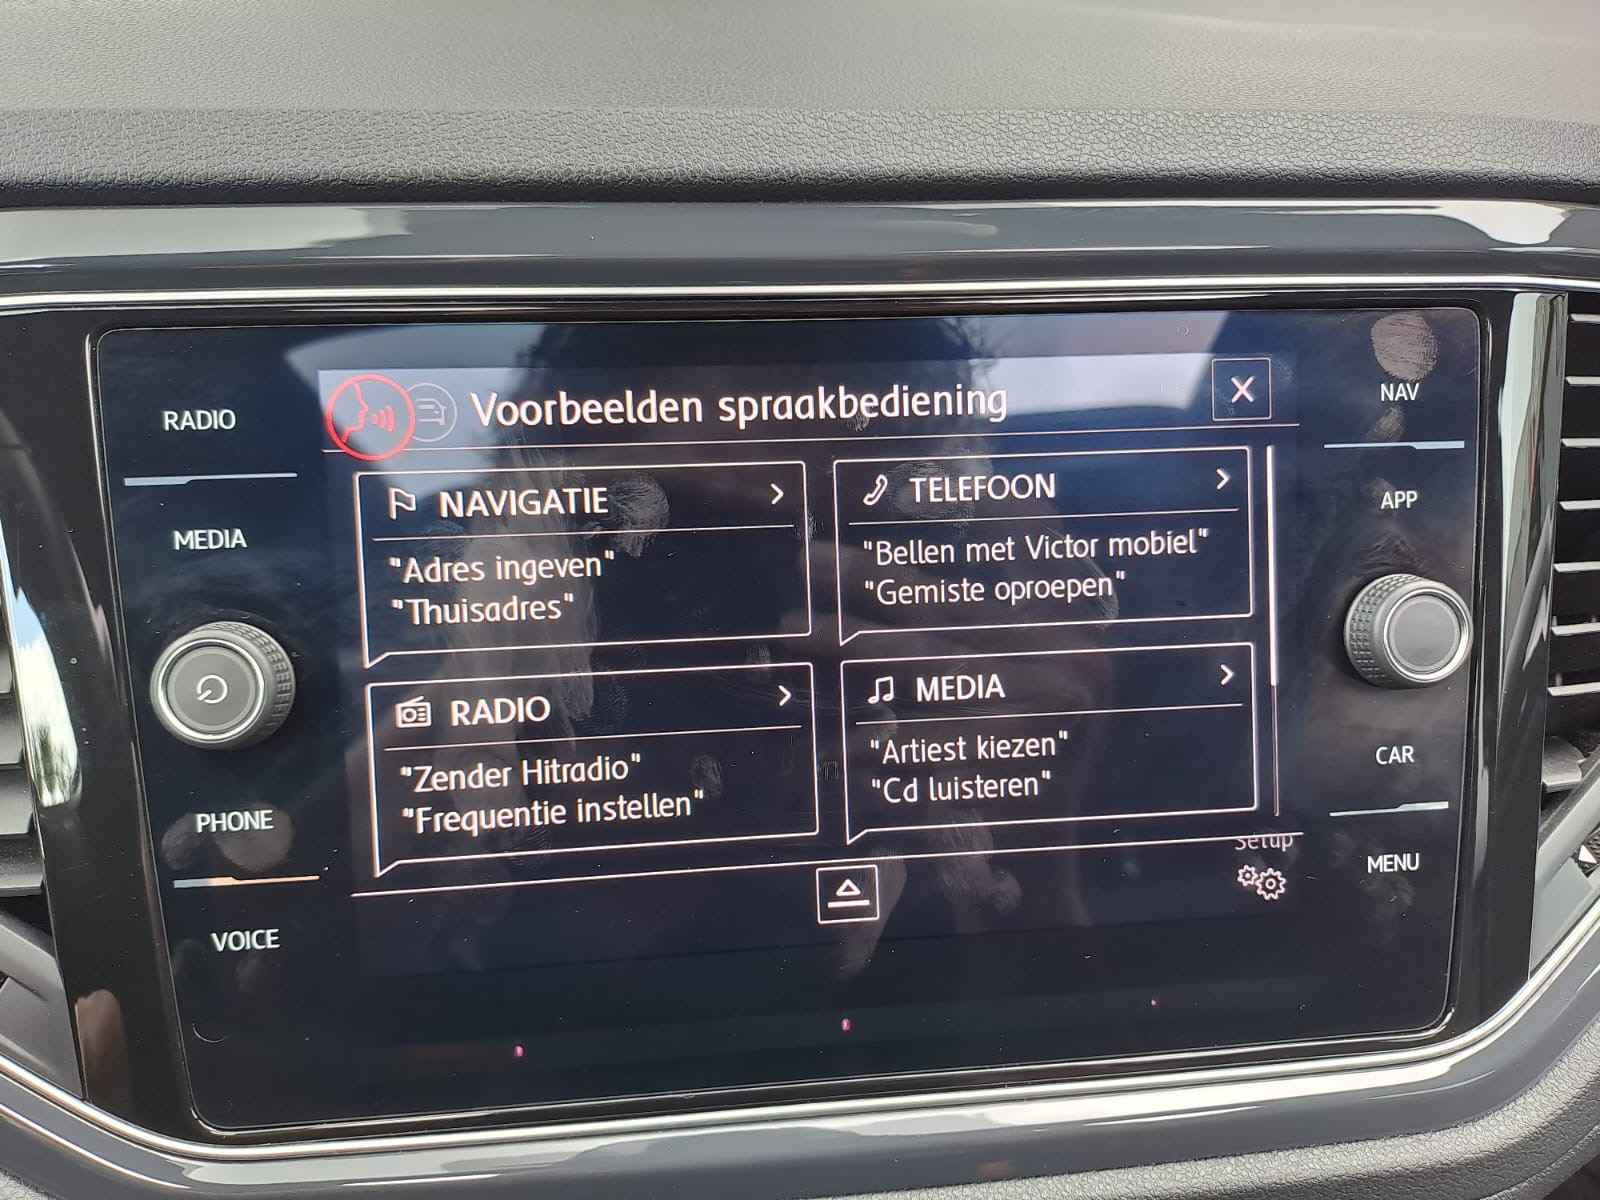 RADIO
MEDIA
PHONE
VOICE
Voorbeelden spraakbediening
X
NAVIGATIE
"Adres ingeven"
"Thuisadres"
TELEFOON
"Bellen met Victor mobiel"
"Gemiste oproepen"
RADIO
"Zender Hitradio"
"Frequentie instellen"
MEDIA
"Artiest kiezen"
"Cd luisteren"
Setup
NAV
APP
CAR
MENU